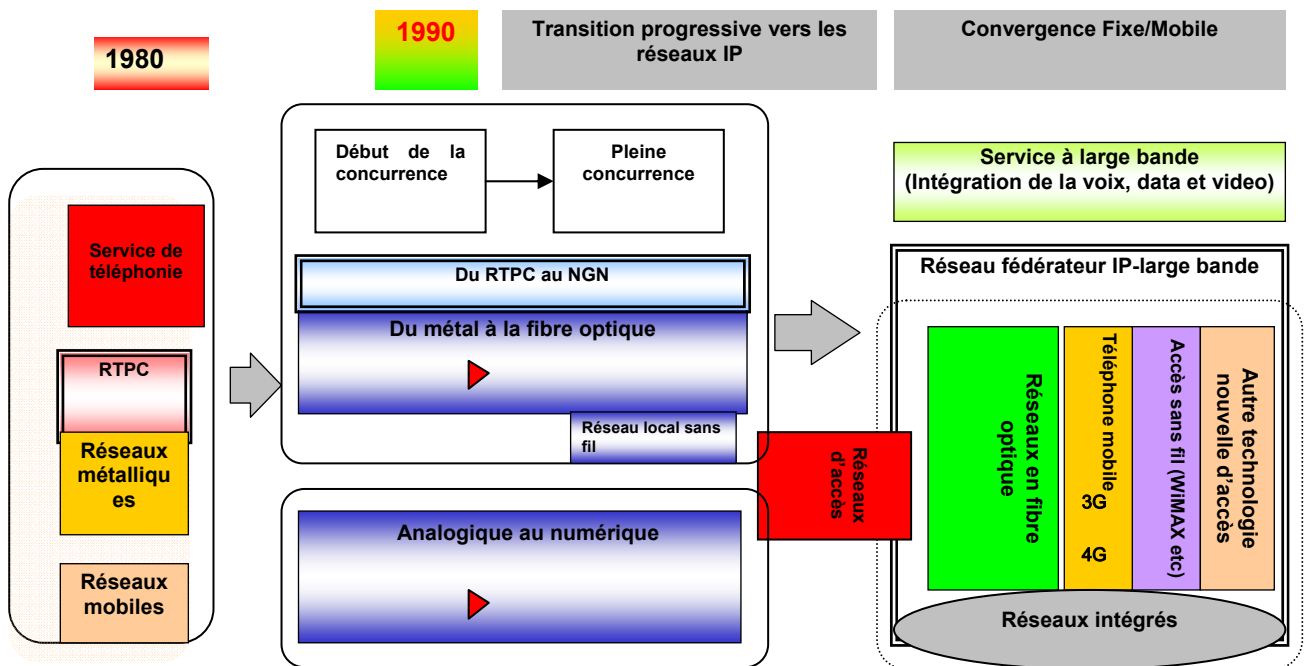 1980
1990
Transition progressive vers les
réseaux IP
Convergence Fixe/Mobile
Service de
téléphonie
RTPC
Réseaux
métalliqu
es
Réseaux
mobiles
Début de la
concurrence
Pleine
concurrence
Du RTPC au NGN
Du métal à la fibre optique
Réseau local sans
fil
Analogique au numérique
Réseaux
d'accès
Service à large bande
(Intégration de la voix, data et video)
Réseau fédérateur IP-large bande
Réseaux en fibre
optique
Téléphone mobile
3G
4G
Accès sans fil (WiMAX etc)
Autre technologie
nouvelle d'accès
Réseaux intégrés